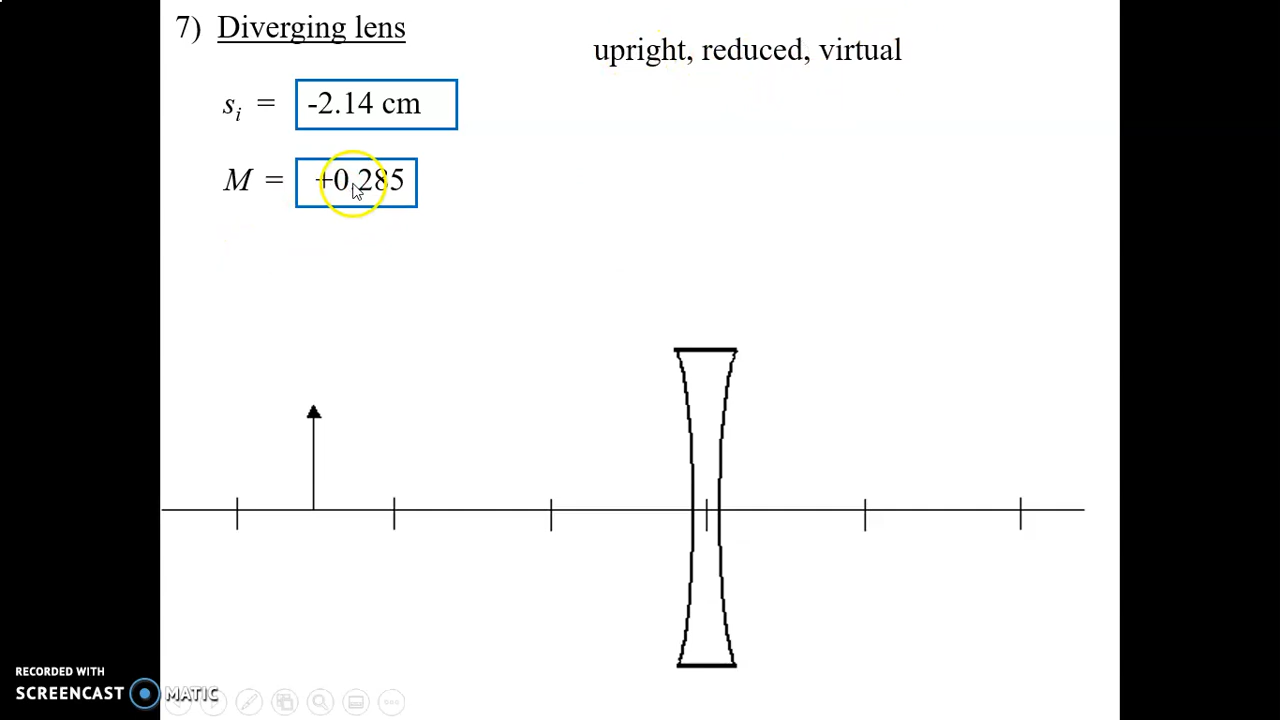 7) Diverging lens
upright, reduced, virtual
si = -2.14 cm
M = +0.285
RECORDED WITH
SCREENCAST MATIC